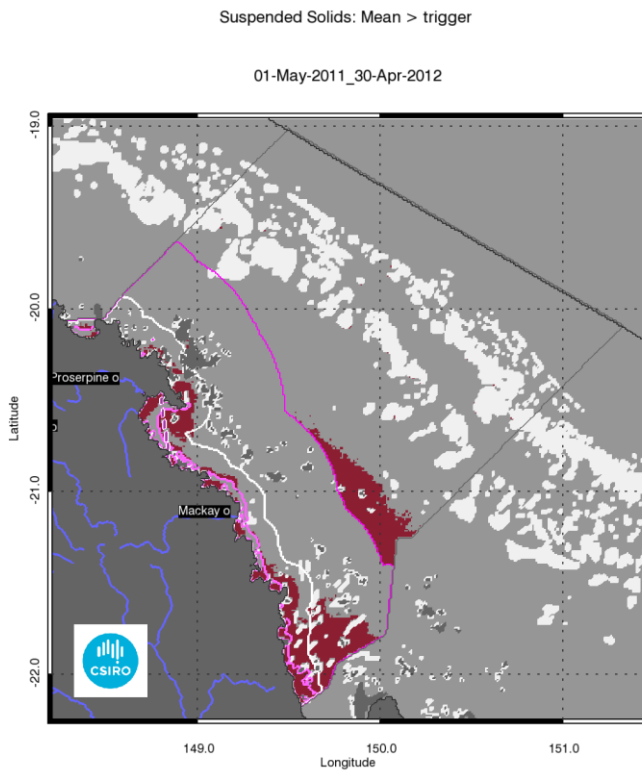 Suspended Solids: Mean > trigger
01-May-2011_30-Apr-2012
-19.0
-20.0
Proserpine o
o
-21.0
Mackay o
-22.0
CSIRO
149.0
150.0
151.0
Latitude
Longitude